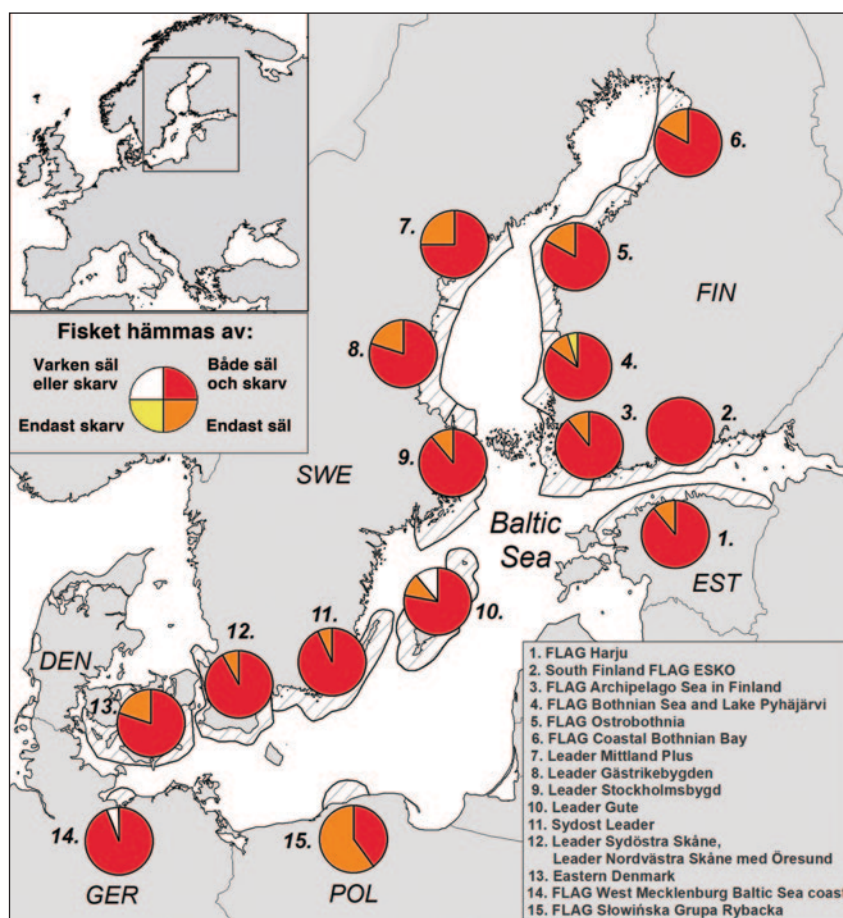 6.
7.
5.
FIN
Fisket hämmas av:
Varken säl
eller skarv
Både säl
och skarv
Endast skarv
Endast säl
8.
4.
3.
2.
9.
SWE
Baltic
Sea
1.
EST
10.
11.
12.
DEN
13.
14.
GER
15.
POL
1. FLAG Harju
2. South Finland FLAG ESKO
3. FLAG Archipelago Sea in Finland
4. FLAG Bothnian Sea and Lake Pyhäjärvi
5. FLAG Ostrobothnia
6. FLAG Coastal Bothnian Bay
7. Leader Mittland Plus
8. Leader Gästrikebygden
9. Leader Stockholmsbygd
10. Leader Gute
11. Sydost Leader
12. Leader Sydöstra Skåne,
Leader Nordvästra Skåne med Öresund
13. Eastern Denmark
14. FLAG West Mecklenburg Baltic Sea coast
15. FLAG Słowińska Grupa Rybacka